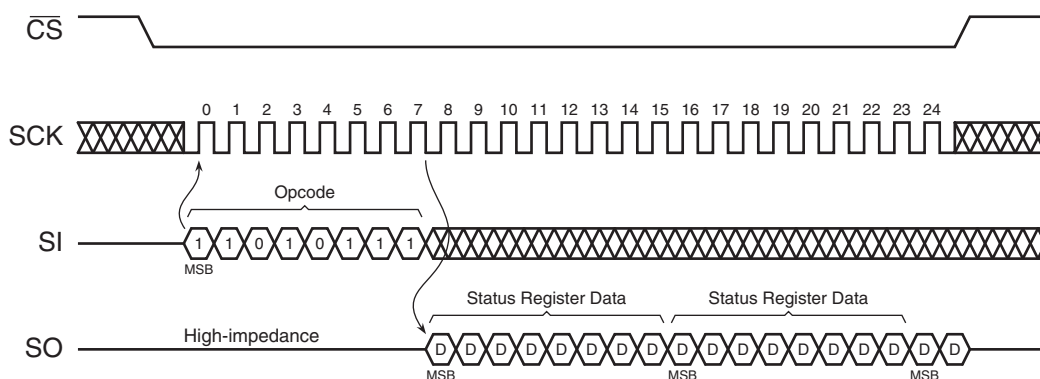 CS
0 1 2 3 4 5 6 7 8 9 10 11 12 13 14 15 16 17 18 19 20 21 22 23 24
SCK
Opcode
SI 1 1 0 1 0 1 1 1
MSB
Status Register Data Status Register Data
High-impedance
SO D D D D D D D D D D D D D D D D D D
MSB MSB MSB